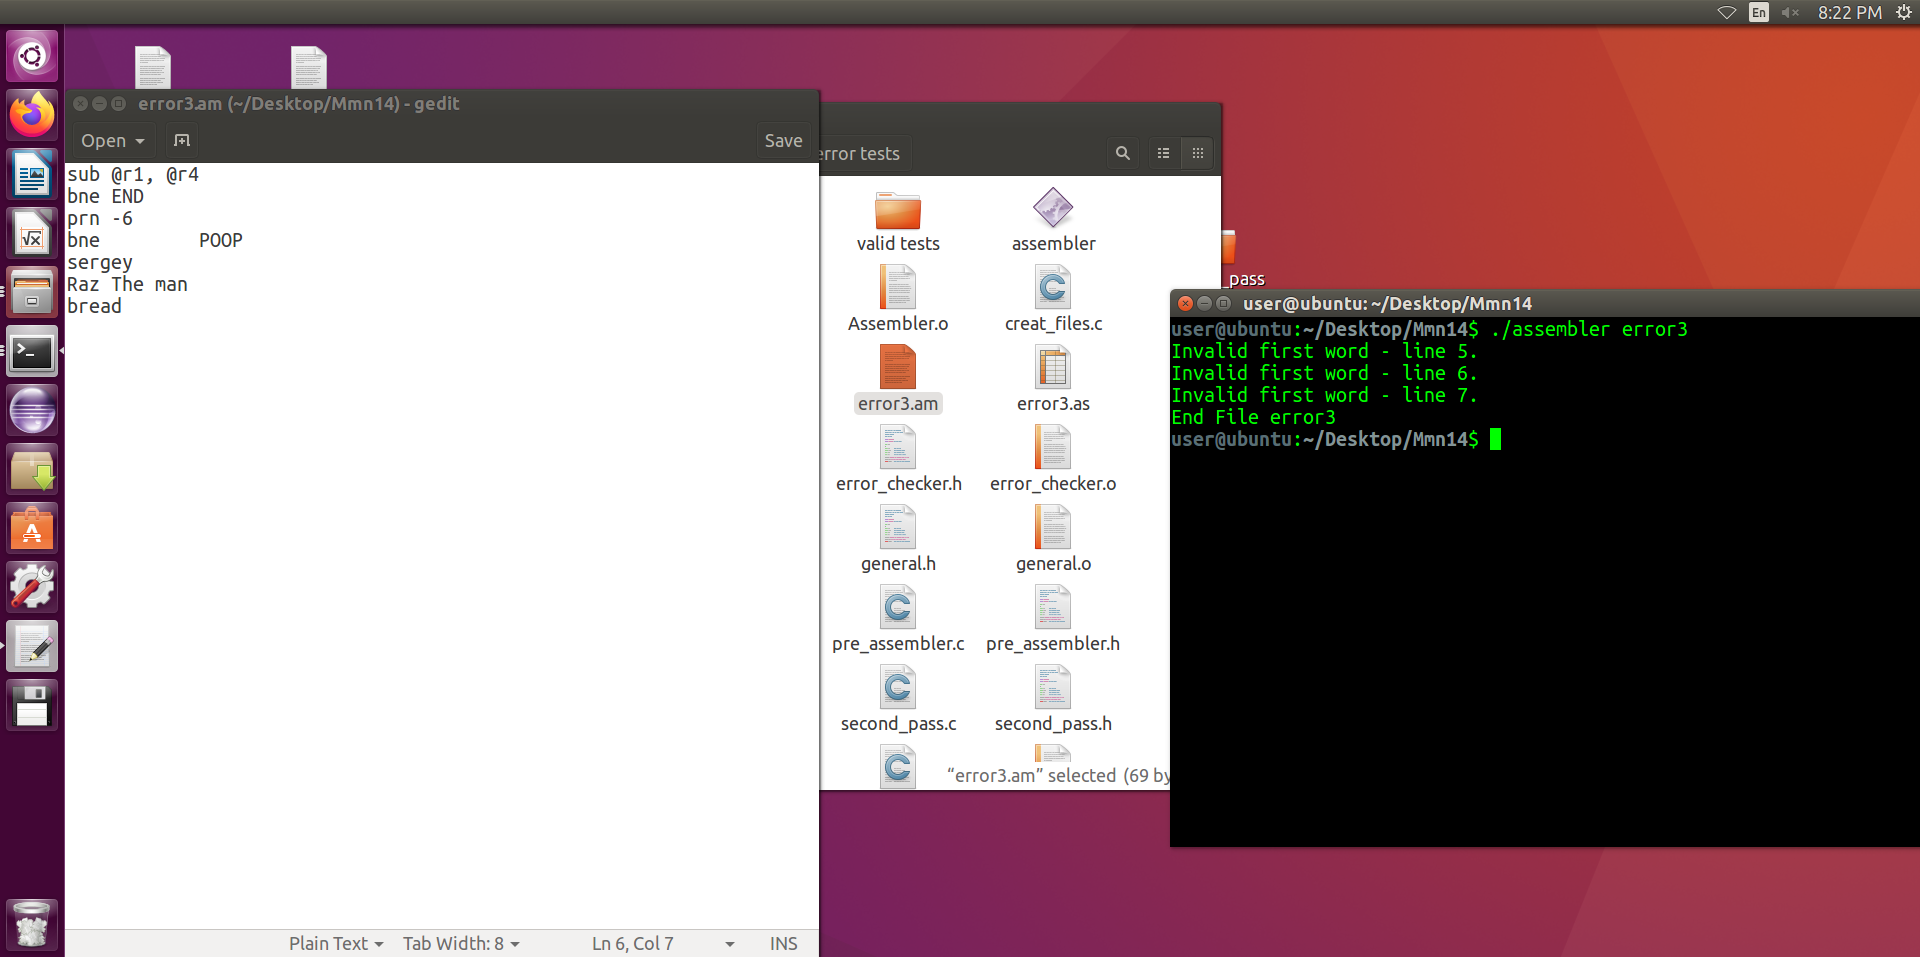 En
8:22 PM
error3.am (~/Desktop/Mmn14) - gedit
Open
Save
sub @r1, @r4
bne END
prn -6
bne         POOP
sergey
Raz The man
bread
Plain Text
Tab Width: 8
Ln 6, Col 7
INS
error tests
valid tests
assembler
Assembler.o
creat_files.c
error3.am
error3.as
error_checker.h
error_checker.o
general.h
general.o
pre_assembler.c
pre_assembler.h
second_pass.c
second_pass.h
“error3.am” selected (69 by
_pass
user@ubuntu: ~/Desktop/Mmn14
user@ubuntu:~/Desktop/Mmn14$ ./assembler error3
Invalid first word - line 5.
Invalid first word - line 6.
Invalid first word - line 7.
End File error3
user@ubuntu:~/Desktop/Mmn14$